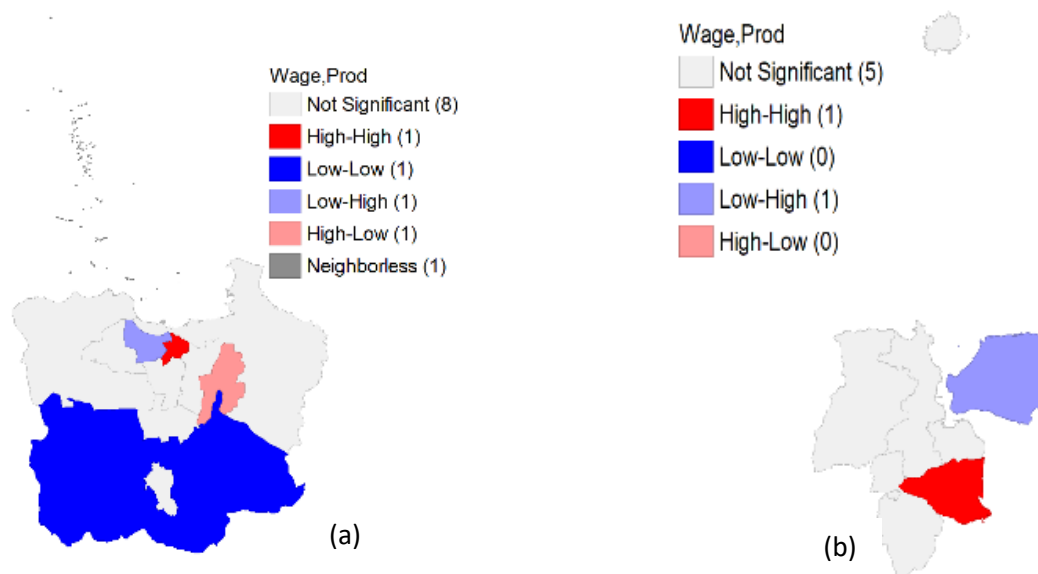 Wage,Prod
Not Significant (8)
High-High (1)
Low-Low (1)
Low-High (1)
High-Low (1)
Neighborless (1)
(a)
Wage,Prod
Not Significant (5)
High-High (1)
Low-Low (0)
Low-High (1)
High-Low (0)
(b)